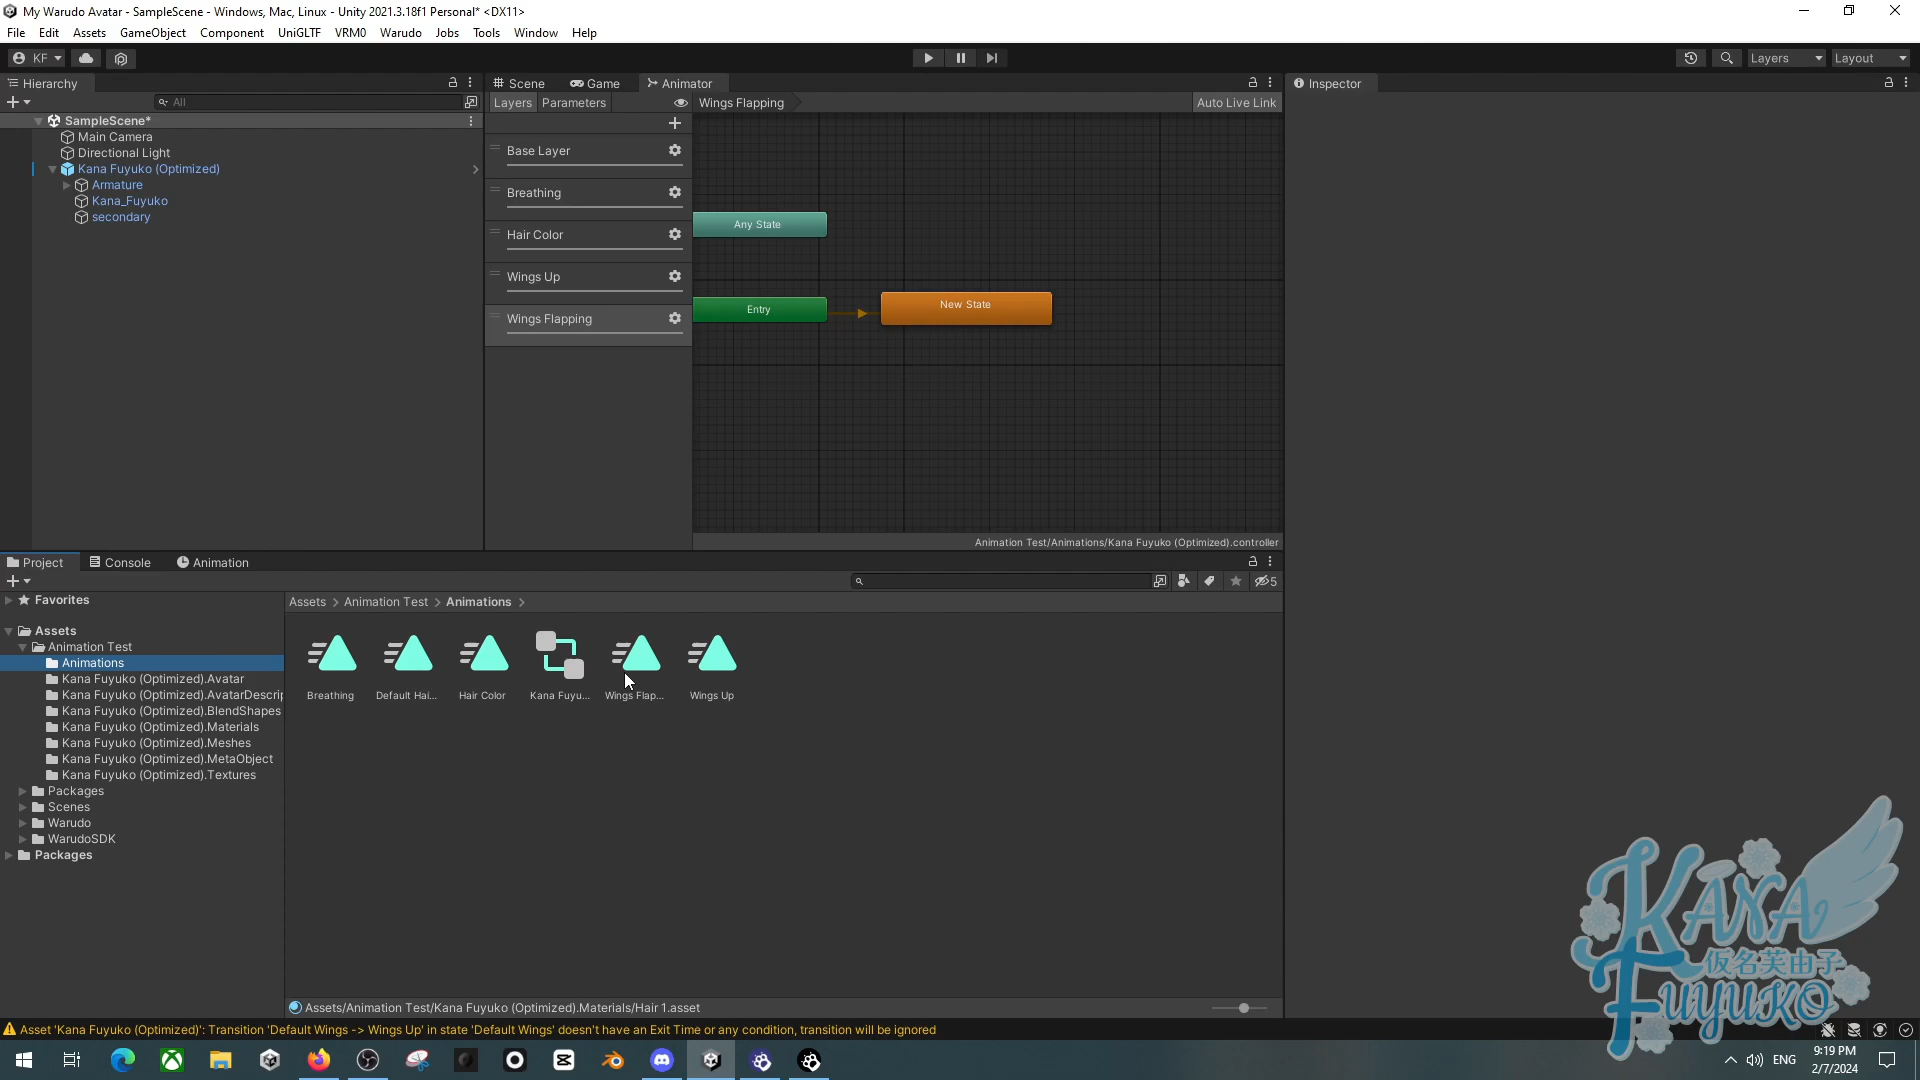 My Warudo Avatar - SampleScene - Windows, Mac, Linux - Unity 2021.3.18f1 Personal* <DX11>
File Edit Assets GameObject Component UniGLTF VRM0 Warudo Jobs Tools Window Help
KF Layers Layout
Hierarchy
All
SampleScene*
Main Camera
Directional Light
Kana Fuyuko (Optimized)
Armature
Kana_Fuyuko
secondary
Scene Game Animator
Layers Parameters Wings Flapping Auto Live Link
Base Layer
Breathing
Hair Color
Wings Up
Wings Flapping
Any State
Entry
New State
Animation Test/Animations/Kana Fuyuko (Optimized).controller
Inspector
Project Console Animation
5
Favorites
Assets
Animation Test
Animations
Kana Fuyuko (Optimized).Avatar
Kana Fuyuko (Optimized).AvatarDescrip
Kana Fuyuko (Optimized).BlendShapes
Kana Fuyuko (Optimized).Materials
Kana Fuyuko (Optimized).Meshes
Kana Fuyuko (Optimized).MetaObject
Kana Fuyuko (Optimized).Textures
Packages
Scenes
Warudo
WarudoSDK
Packages
Assets > Animation Test > Animations >
Breathing Default Hai... Hair Color Kana Fuyu... Wings Flap... Wings Up
Assets/Animation Test/Kana Fuyuko (Optimized).Materials/Hair 1.asset
KANA
仮名芙由子
FUYUKO
Asset 'Kana Fuyuko (Optimized)': Transition 'Default Wings -> Wings Up' in state 'Default Wings' doesn't have an Exit Time or any condition, transition will be ignored
ENG
9:19 PM
2/7/2024